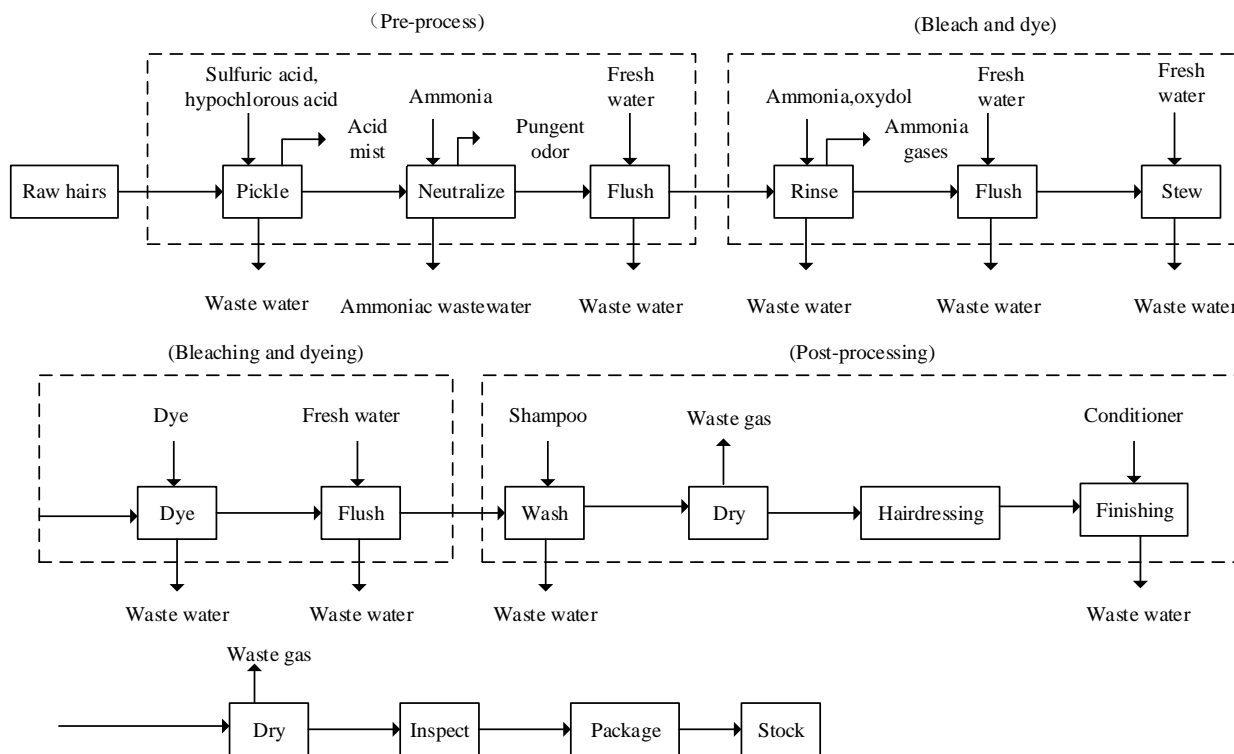 （Pre-process)
(Bleach and dye)
Sulfuric acid,
hypochlorous acid
Ammonia
Fresh
water
Ammonia,oxydol
Fresh
water
Fresh
water
Acid
mist
Pungent
odor
Ammonia
gases
Raw hairs
Pickle
Neutralize
Flush
Rinse
Flush
Stew
Waste water
Ammoniac wastewater
Waste water
Waste water
Waste water
Waste water
(Bleaching and dyeing)
(Post-processing)
Dye
Fresh water
Shampoo
Waste gas
Conditioner
Dye
Flush
Wash
Dry
Hairdressing
Finishing
Waste water
Waste water
Waste water
Waste water
Waste gas
Dry
Inspect
Package
Stock